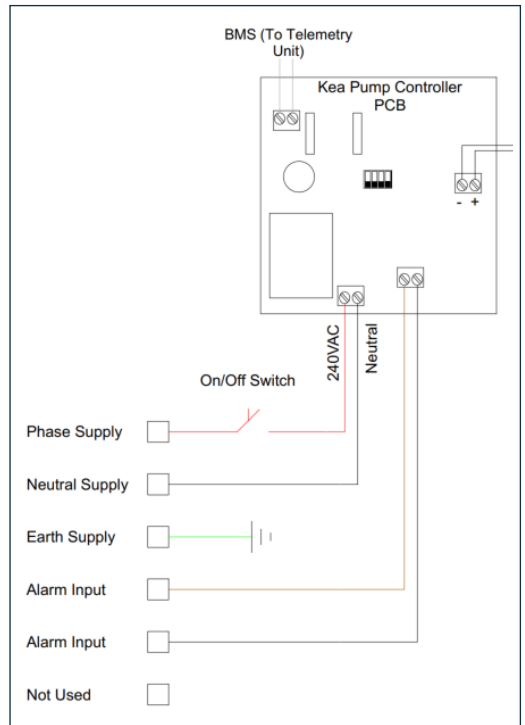 BMS (To Telemetry
Unit)
Kea Pump Controller
PCB
- +
240VAC
Neutral
On/Off Switch
Phase Supply
Neutral Supply
Earth Supply
Alarm Input
Alarm Input
Not Used